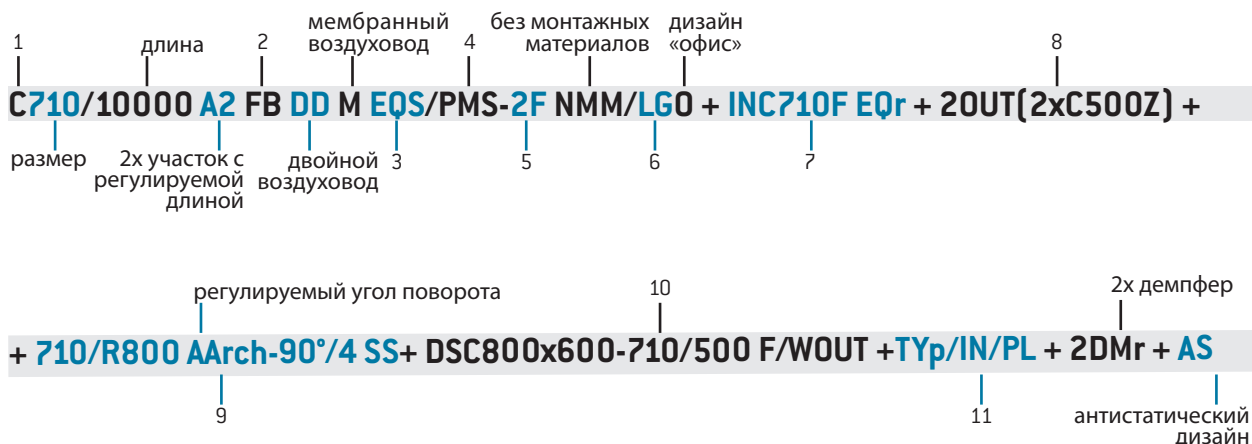 1 длина 2 мембранный воздуховод 4 без монтажных материалов дизайн «офис» 8
C710/10000 A2 FB DD M EQS/PMS-2F NMM/LGO + INC710F EQr + 2OUT(2xC500Z) +
размер 2x участок с регулируемой длиной двойной воздуховод 3 5 6 7
регулируемый угол поворота 10 2x демпфер
+ 710/R800 AArch-90°/4 SS+ DSC800x600-710/500 F/WOUT +TYp/IN/PL + 2DMr + AS
9 11 антистатический дизайн